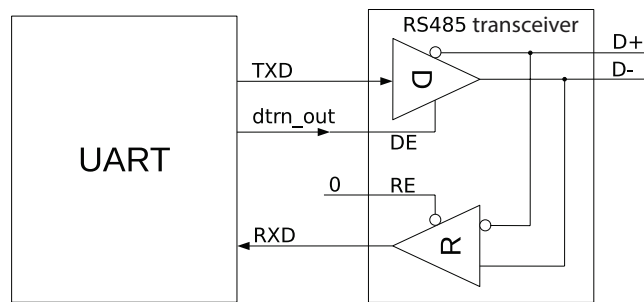 RS485 transceiver
D+
D-
TXD
D
dtrn_out
DE
UART
0
RE
RXD
R